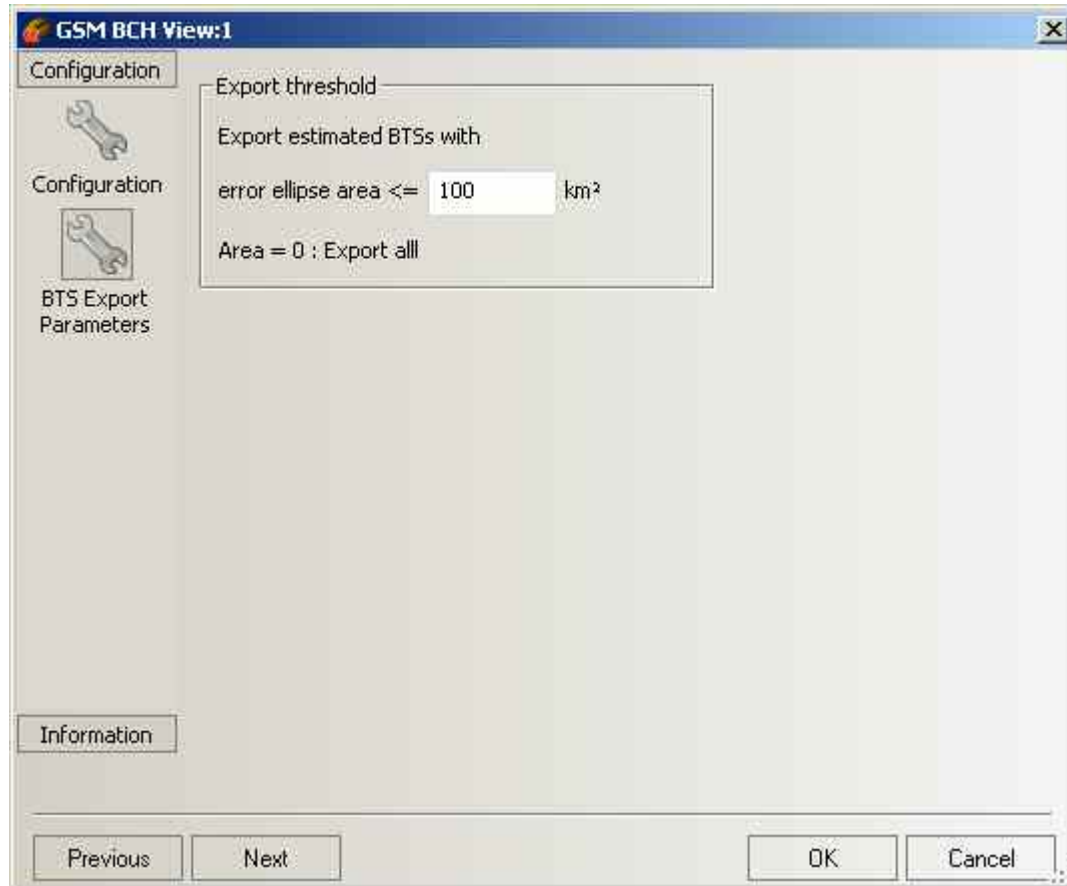 GSM BCH View:1
Configuration
Configuration
BTS Export
Parameters
Information
Export threshold
Export estimated BTSs with
error ellipse area <= 100 km²
Area = 0 : Export alll
Previous Next OK Cancel